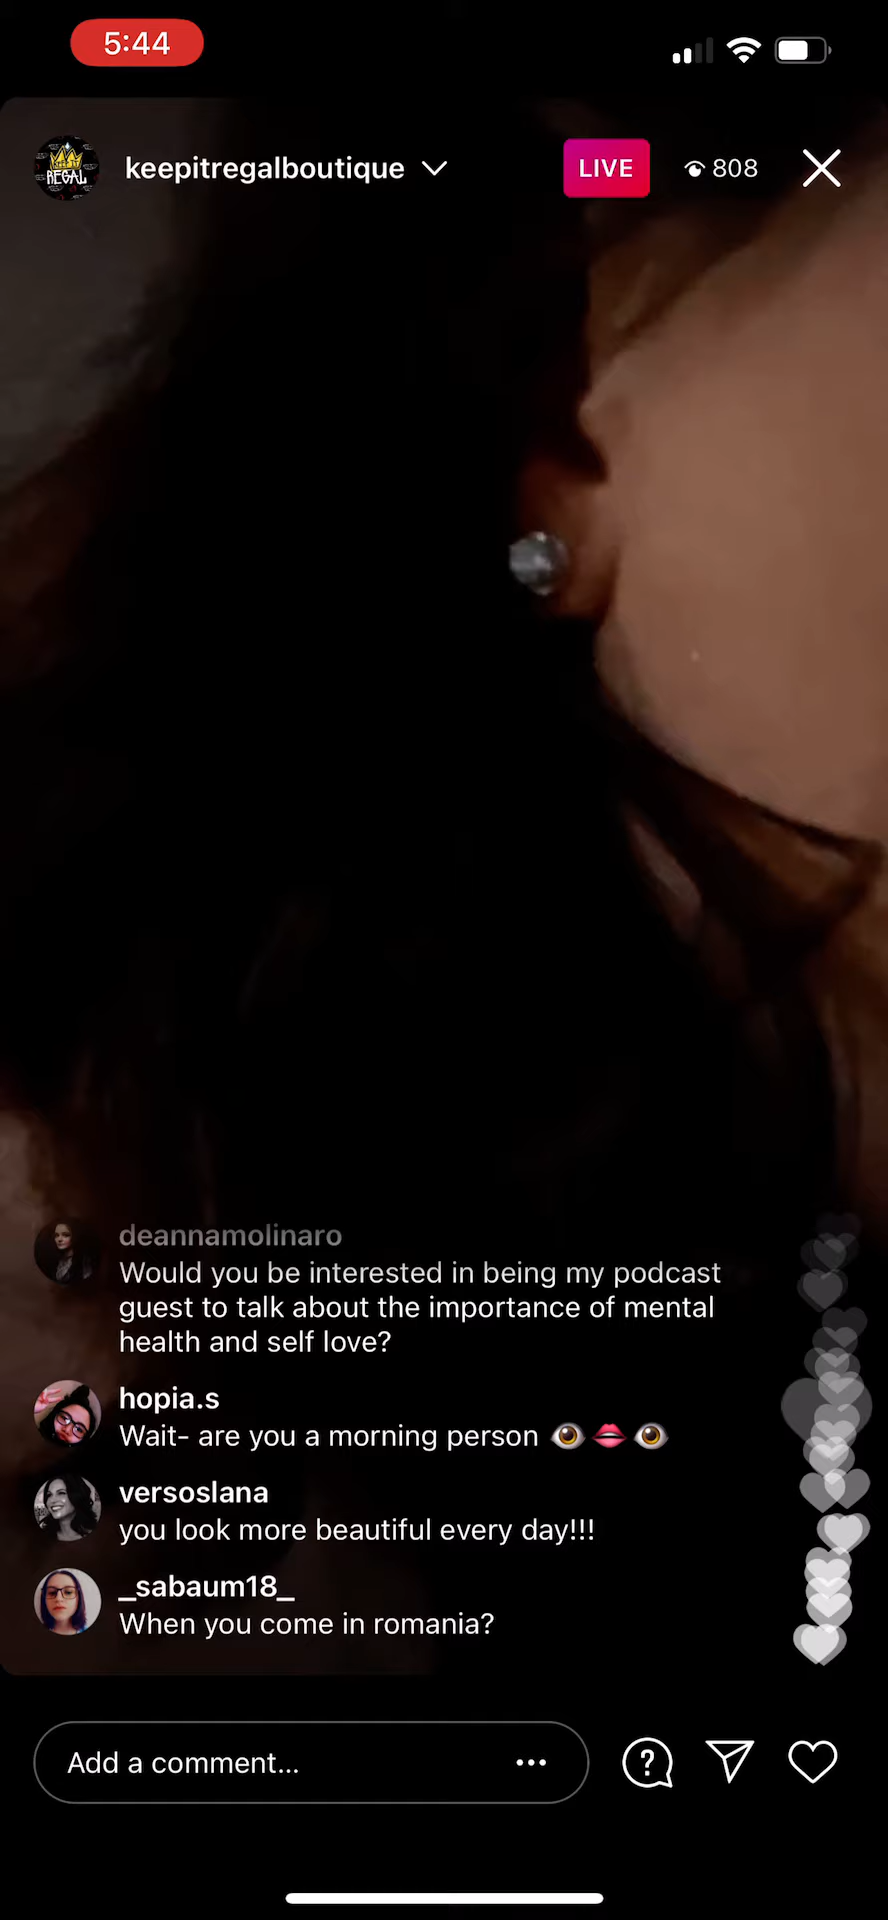 5:44
REGAL
keepitregalboutique
LIVE
808
deannamolinaro
Would you be interested in being my podcast
guest to talk about the importance of mental
health and self love?
hopia.s
Wait- are you a morning person 👁️👄👁️
versoslana
you look more beautiful every day!!!
_sabaum18_
When you come in romania?
Add a comment...